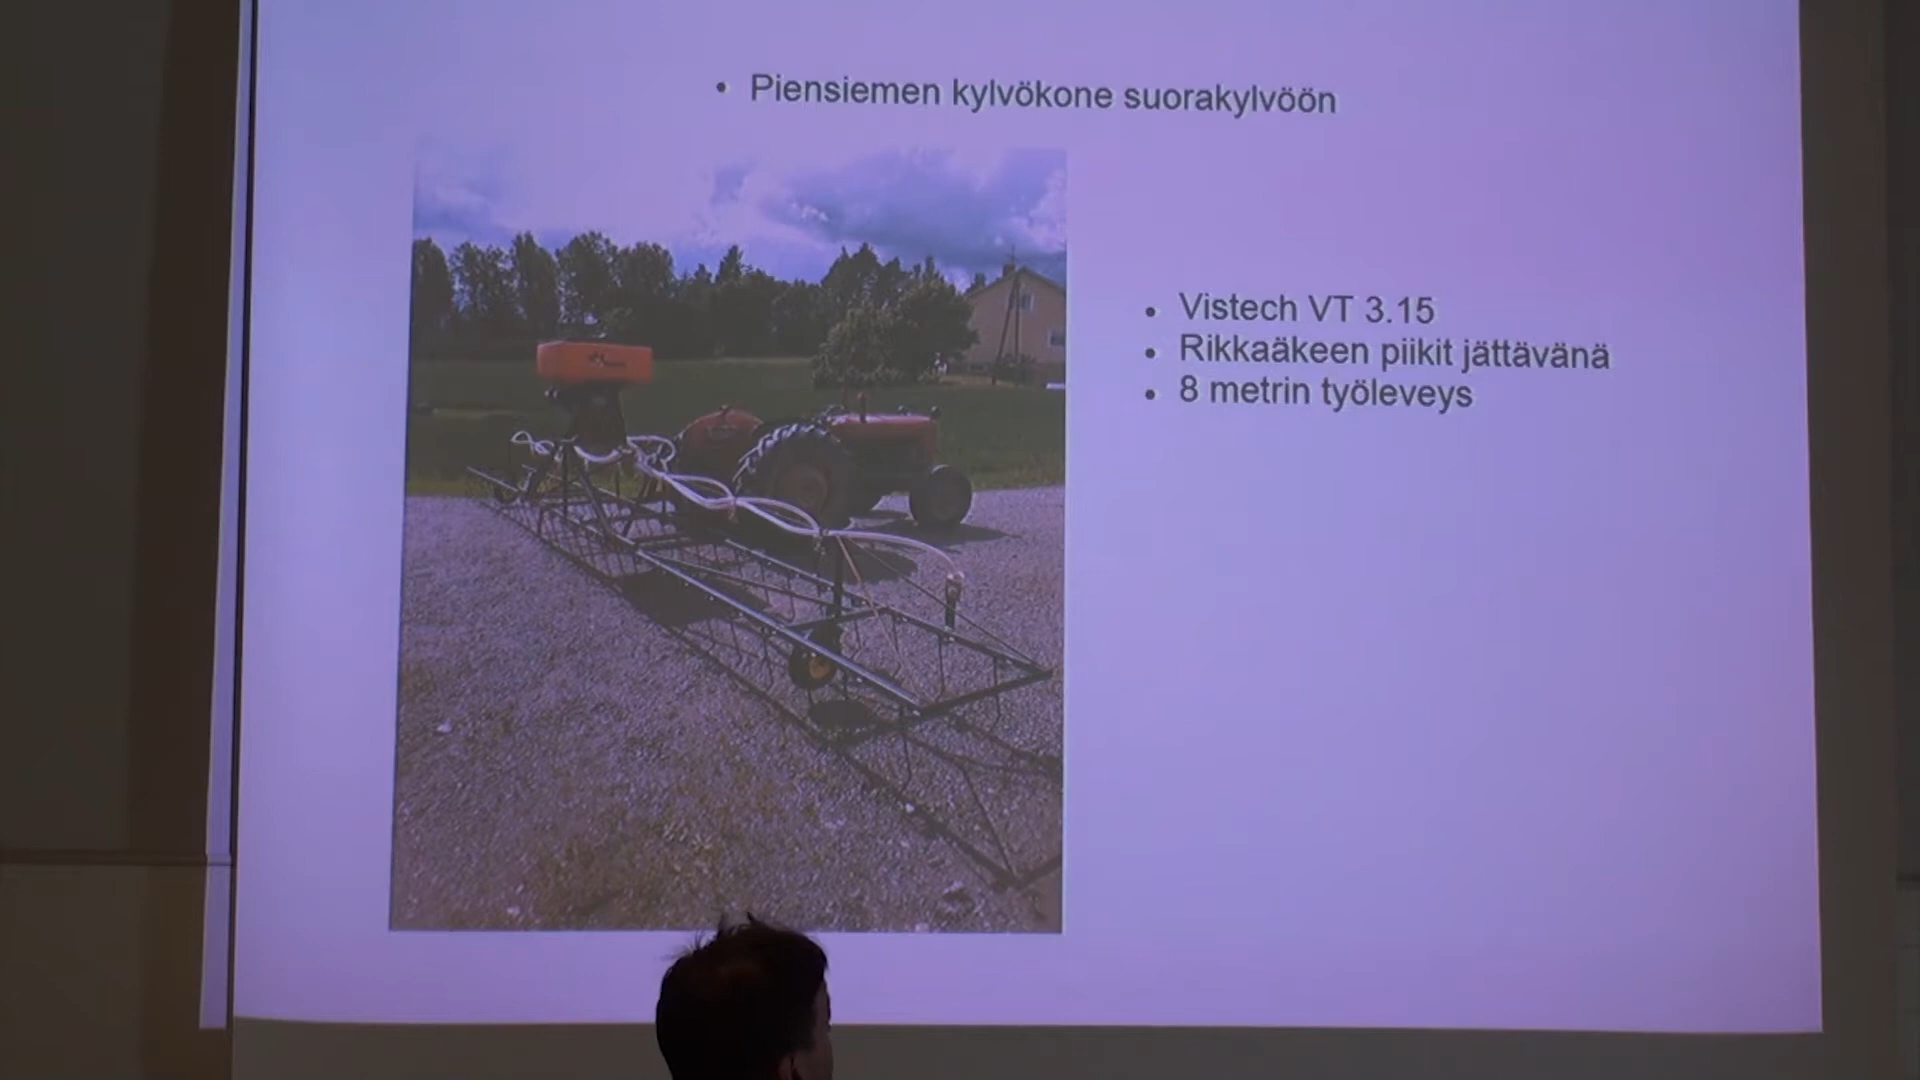 • Piensiemen kylvökone suorakylvöön
• Vistech VT 3.15
• Rikkaäkeen piikit jättävänä
• 8 metrin työleveys